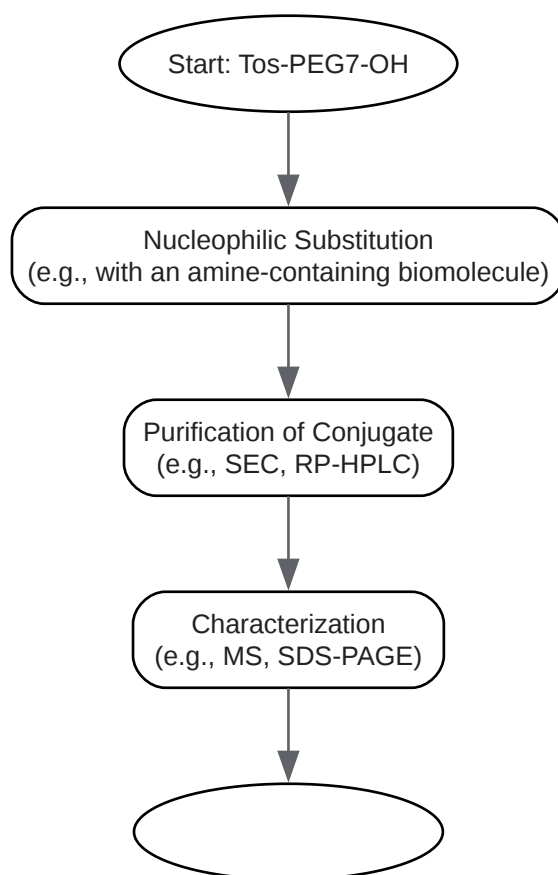 Start: Tos-PEG7-OH
Nucleophilic Substitution
(e.g., with an amine-containing biomolecule)
Purification of Conjugate
(e.g., SEC, RP-HPLC)
Characterization
(e.g., MS, SDS-PAGE)